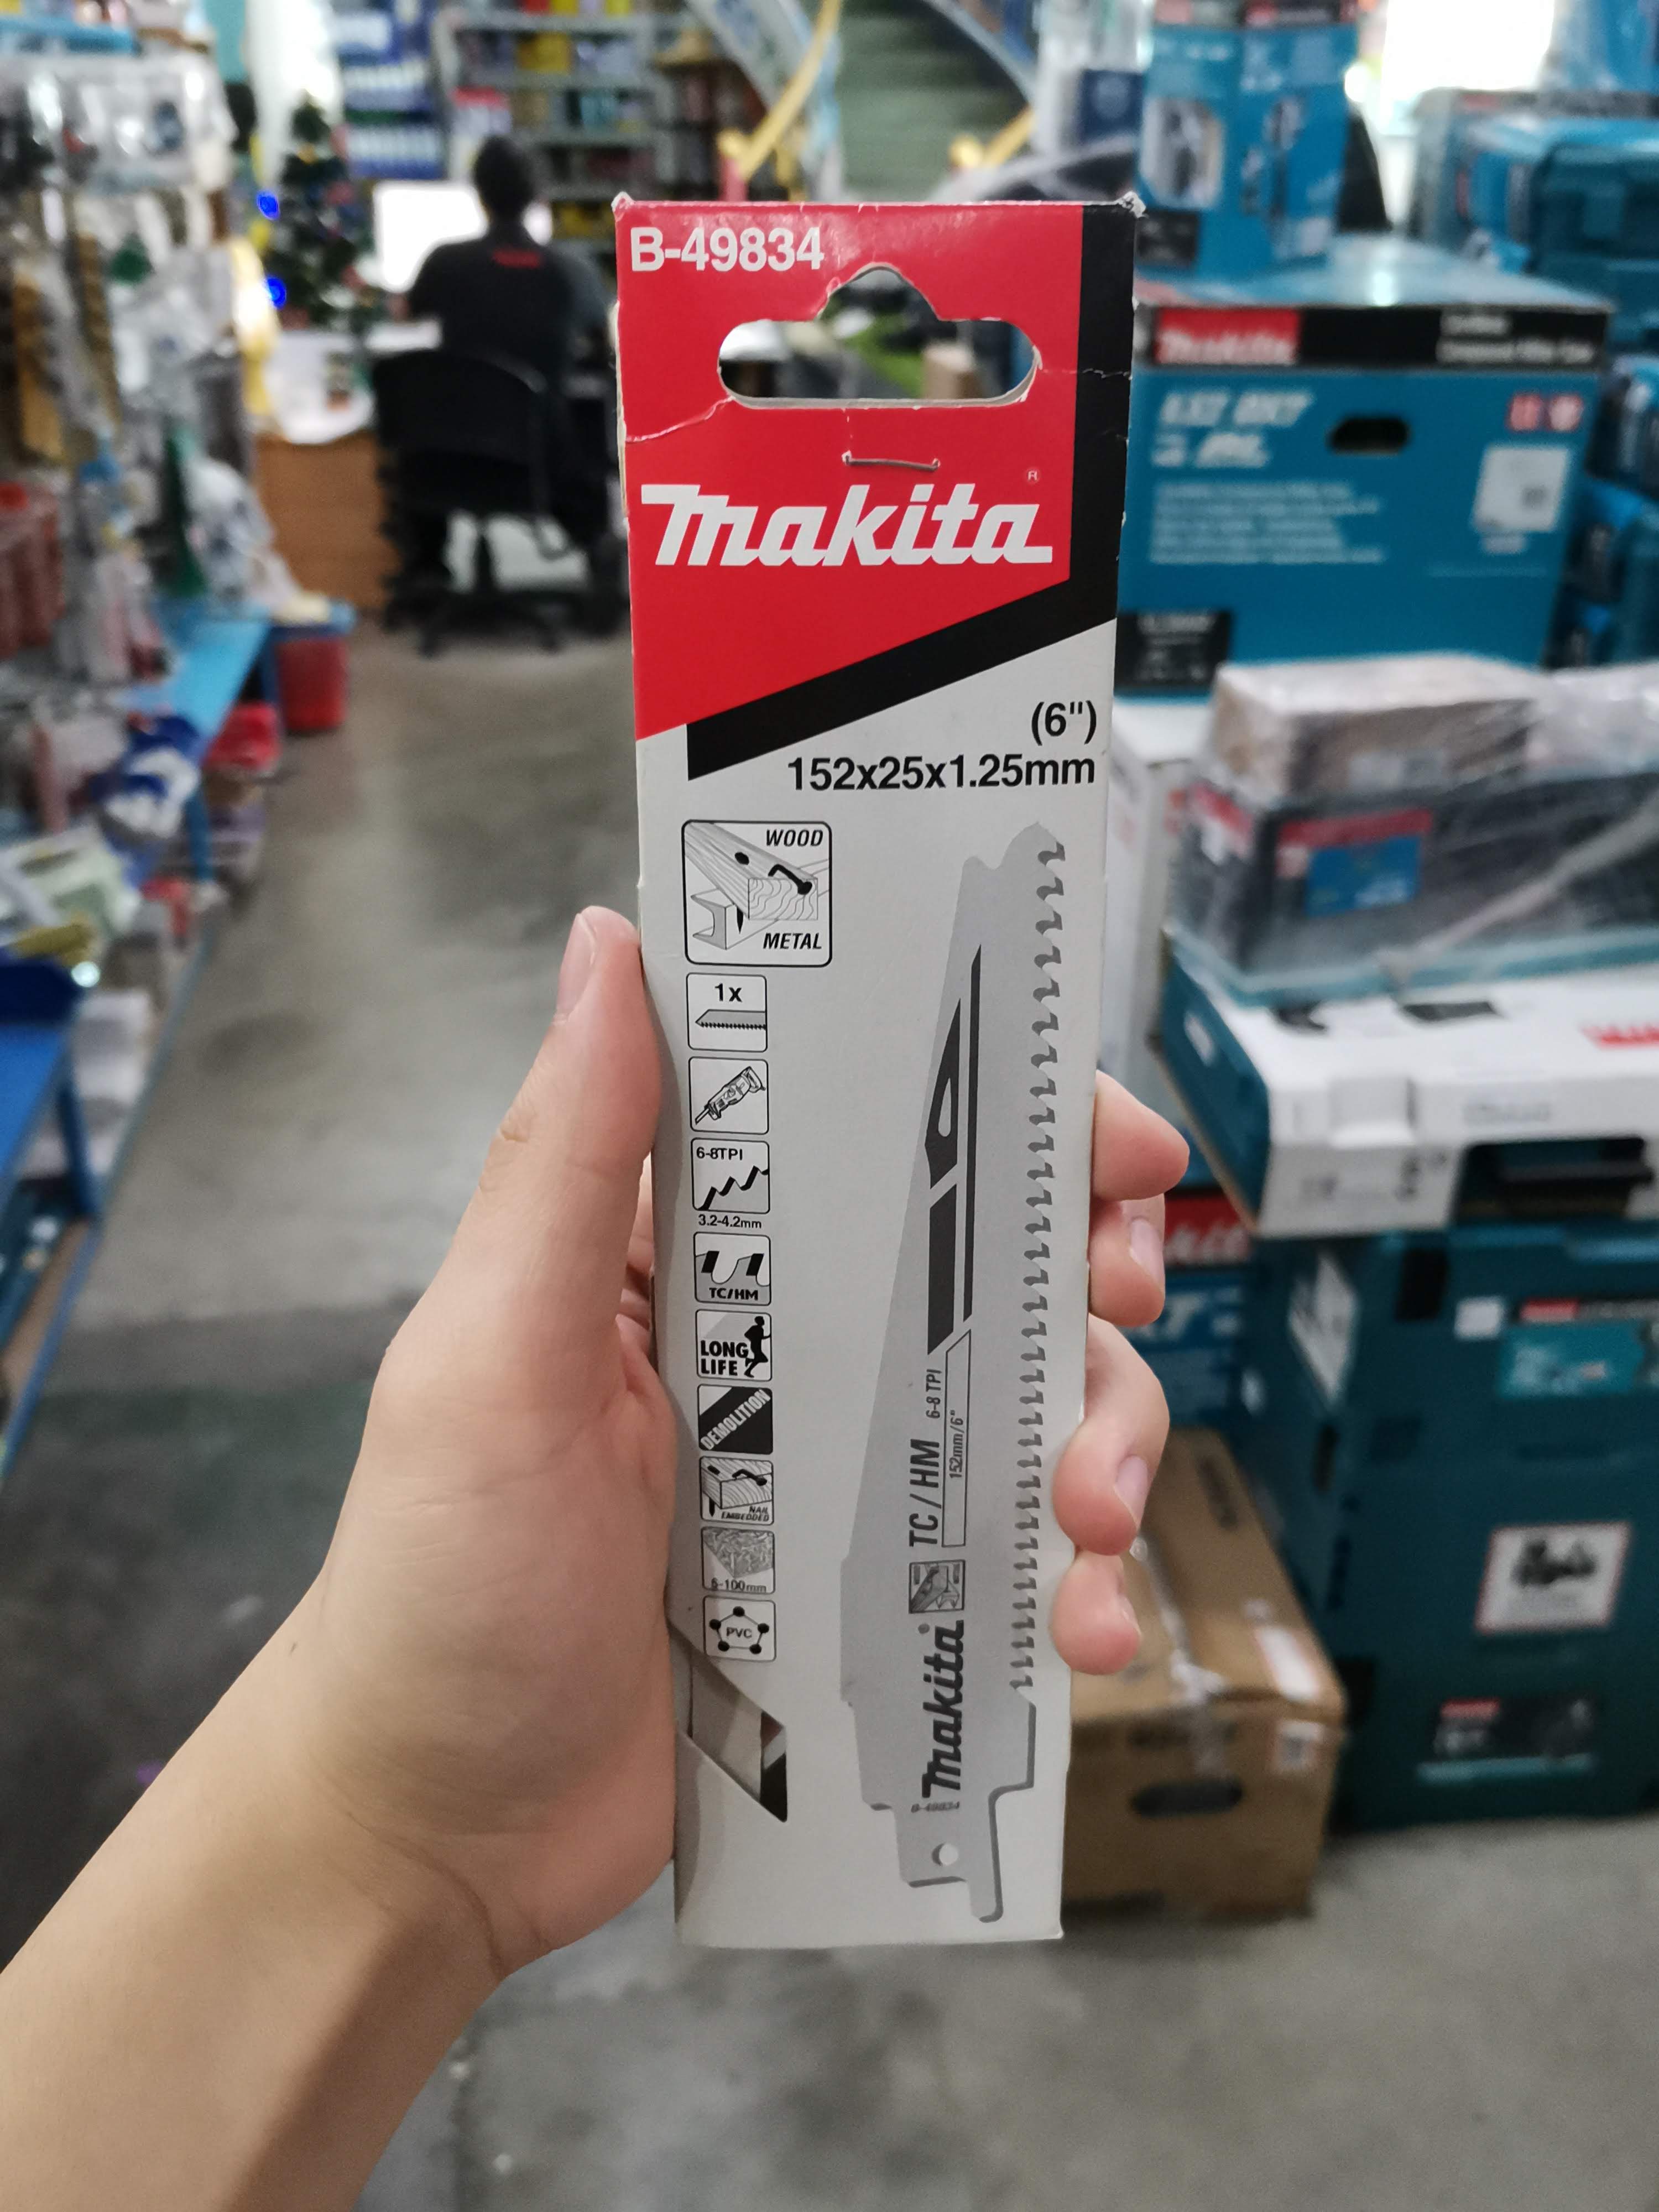 B-49834
makita®
(6")
152x25x1.25mm
WOOD
METAL
1x
6-8TPI
3.2-4.2mm
TC/HM
LONG
LIFE
DEMOLITION
NAIL
EMBEDDED
5-100mm
PVC
makita® TC/HM 6-8 TPI
152mm/6"
B-49834
makita